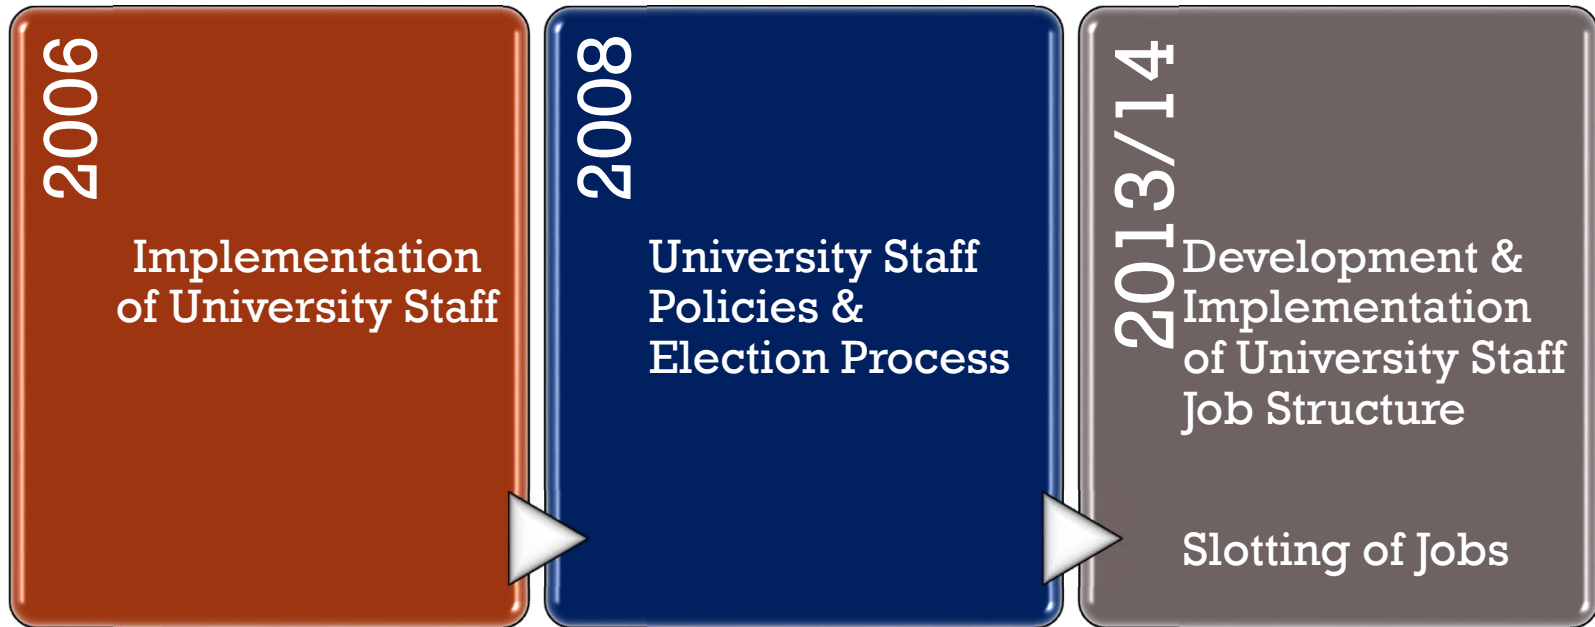 2006
Implementation
of University Staff
2008
University Staff
Policies &
Election Process
2013/14
Development &
Implementation
of University Staff
Job Structure
Slotting of Jobs